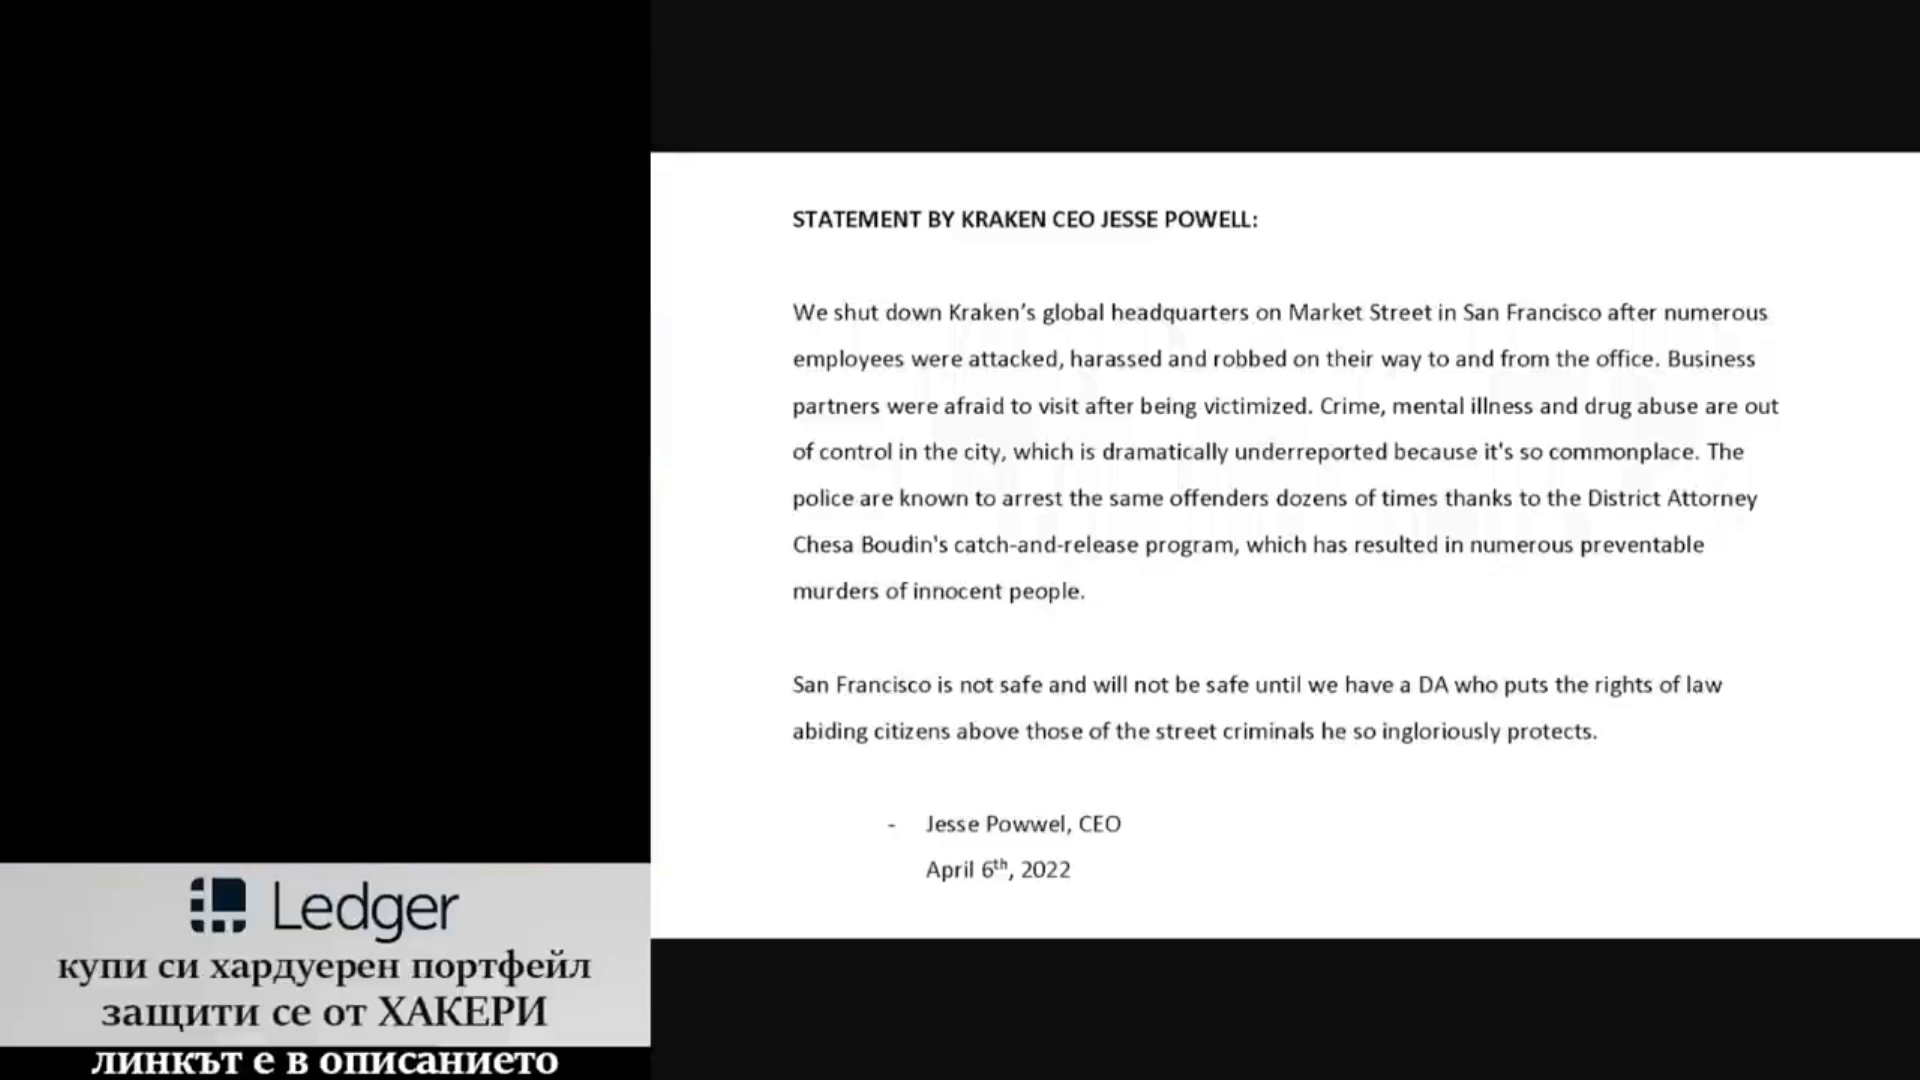 STATEMENT BY KRAKEN CEO JESSE POWELL:
We shut down Kraken's global headquarters on Market Street in San Francisco after numerous
employees were attacked, harassed and robbed on their way to and from the office. Business
partners were afraid to visit after being victimized. Crime, mental illness and drug abuse are out
of control in the city, which is dramatically underreported because it's so commonplace. The
police are known to arrest the same offenders dozens of times thanks to the District Attorney
Chesa Boudin's catch-and-release program, which has resulted in numerous preventable
murders of innocent people.
San Francisco is not safe and will not be safe until we have a DA who puts the rights of law
abiding citizens above those of the street criminals he so ingloriously protects.
- Jesse Powwel, CEO
April 6th, 2022
Ledger
купи си хардуерен портфейл
защити се от ХАКЕРИ
линкът е в описанието